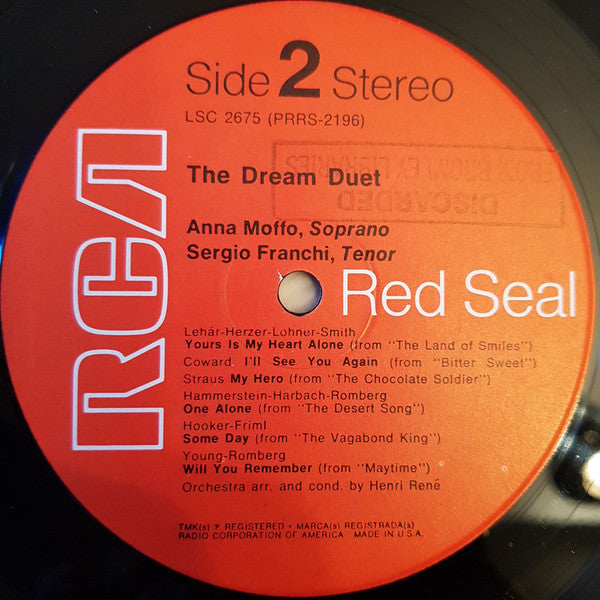 Side 2 Stereo
LSC 2675 (PRRS-2196)
The Dream Duet
DISCARDED
Anna Moffo, Soprano
Sergio Franchi, Tenor
RCA
Red Seal
Lehár-Herzer-Lohner-Smith
Yours Is My Heart Alone (from "The Land of Smiles")
Coward I'll See You Again (from "Bitter Sweet")
Straus My Hero (from "The Chocolate Soldier")
Hammerstein-Harbach-Romberg
One Alone (from "The Desert Song")
Hooker-Friml
Some Day (from "The Vagabond King")
Young-Romberg
Will You Remember (from "Maytime")
Orchestra arr. and cond. by Henri René
TMK(s) ® REGISTERED • MARCA(s) REGISTRADA(s)
RADIO CORPORATION OF AMERICA MADE IN U.S.A.